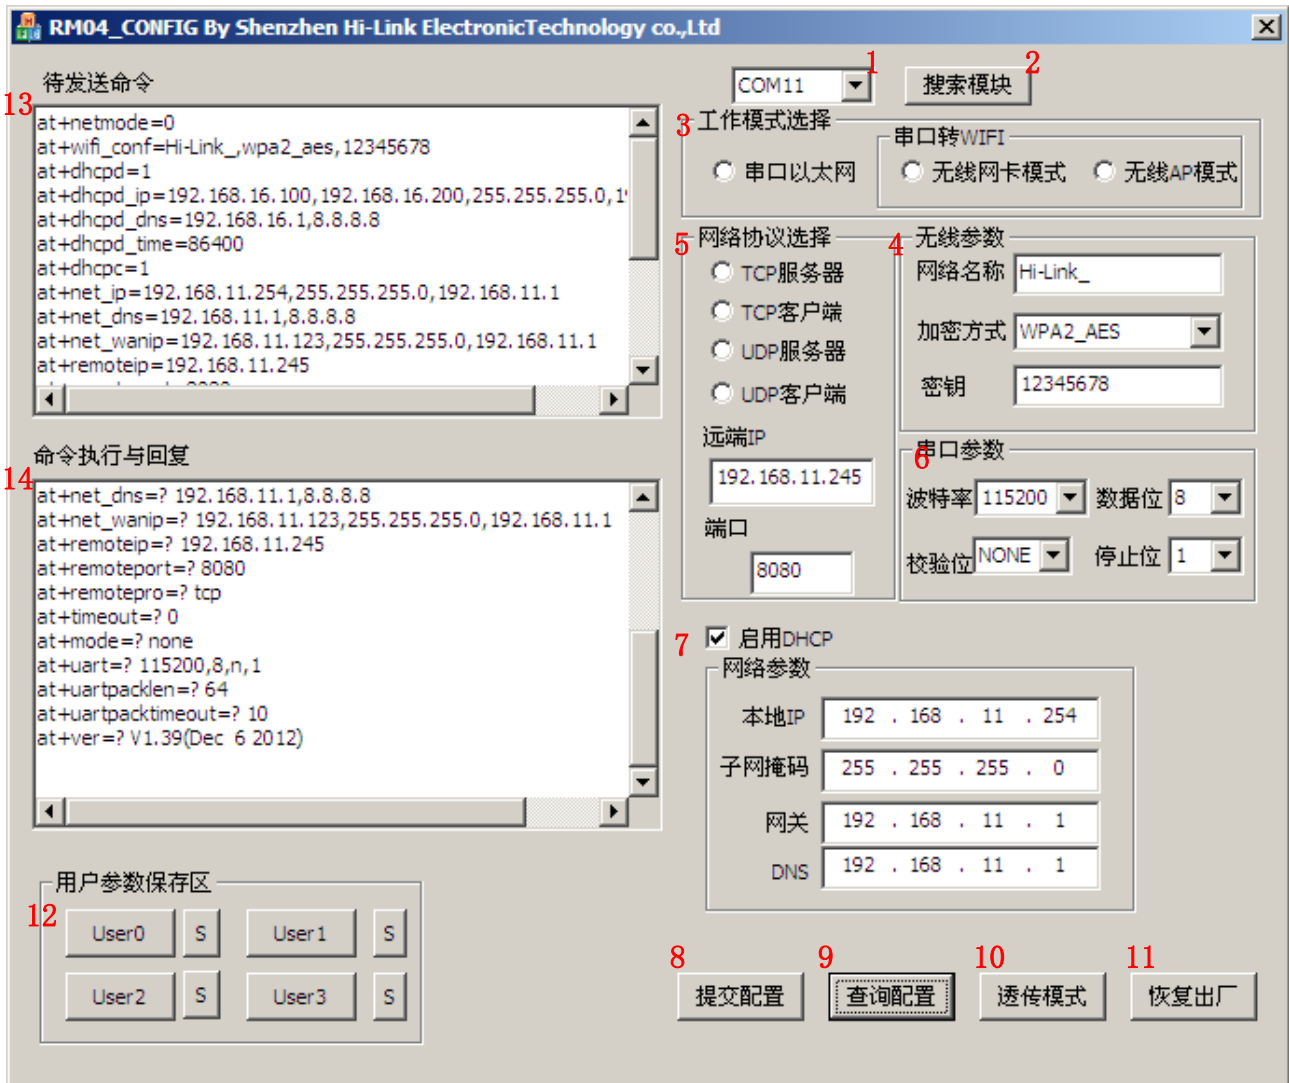 RM04_CONFIG By Shenzhen Hi-Link ElectronicTechnology co.,Ltd
待发送命令
13
at+netmode=0
at+wifi_conf=Hi-Link_,wpa2_aes,12345678
at+dhcpd=1
at+dhcpd_ip=192.168.16.100,192.168.16.200,255.255.255.0,1
at+dhcpd_dns=192.168.16.1,8.8.8.8
at+dhcpd_time=86400
at+dhcpc=1
at+net_ip=192.168.11.254,255.255.255.0,192.168.11.1
at+net_dns=192.168.11.1,8.8.8.8
at+net_wanip=192.168.11.123,255.255.255.0,192.168.11.1
at+remoteip=192.168.11.245
命令执行与回复
14
at+net_dns=? 192.168.11.1,8.8.8.8
at+net_wanip=? 192.168.11.123,255.255.255.0,192.168.11.1
at+remoteip=? 192.168.11.245
at+remoteport=? 8080
at+remotepro=? tcp
at+timeout=? 0
at+mode=? none
at+uart=? 115200,8,n,1
at+uartpacklen=? 64
at+uartpacktimeout=? 10
at+ver=? V1.39(Dec  6 2012)
用户参数保存区
12
User0 S User1 S
User2 S User3 S
COM11 1 搜索模块 2
3 工作模式选择
串口转WIFI
串口以太网 无线网卡模式 无线AP模式
5 网络协议选择
TCP服务器
TCP客户端
UDP服务器
UDP客户端
远端IP
192.168.11.245
端口
8080
4 无线参数
网络名称 Hi-Link_
加密方式 WPA2_AES
密钥 12345678
6 串口参数
波特率 115200 数据位 8
校验位 NONE 停止位 1
7 启用DHCP
网络参数
本地IP 192 . 168 . 11 . 254
子网掩码 255 . 255 . 255 . 0
网关 192 . 168 . 11 . 1
DNS 192 . 168 . 11 . 1
8 9 10 11
提交配置 查询配置 透传模式 恢复出厂